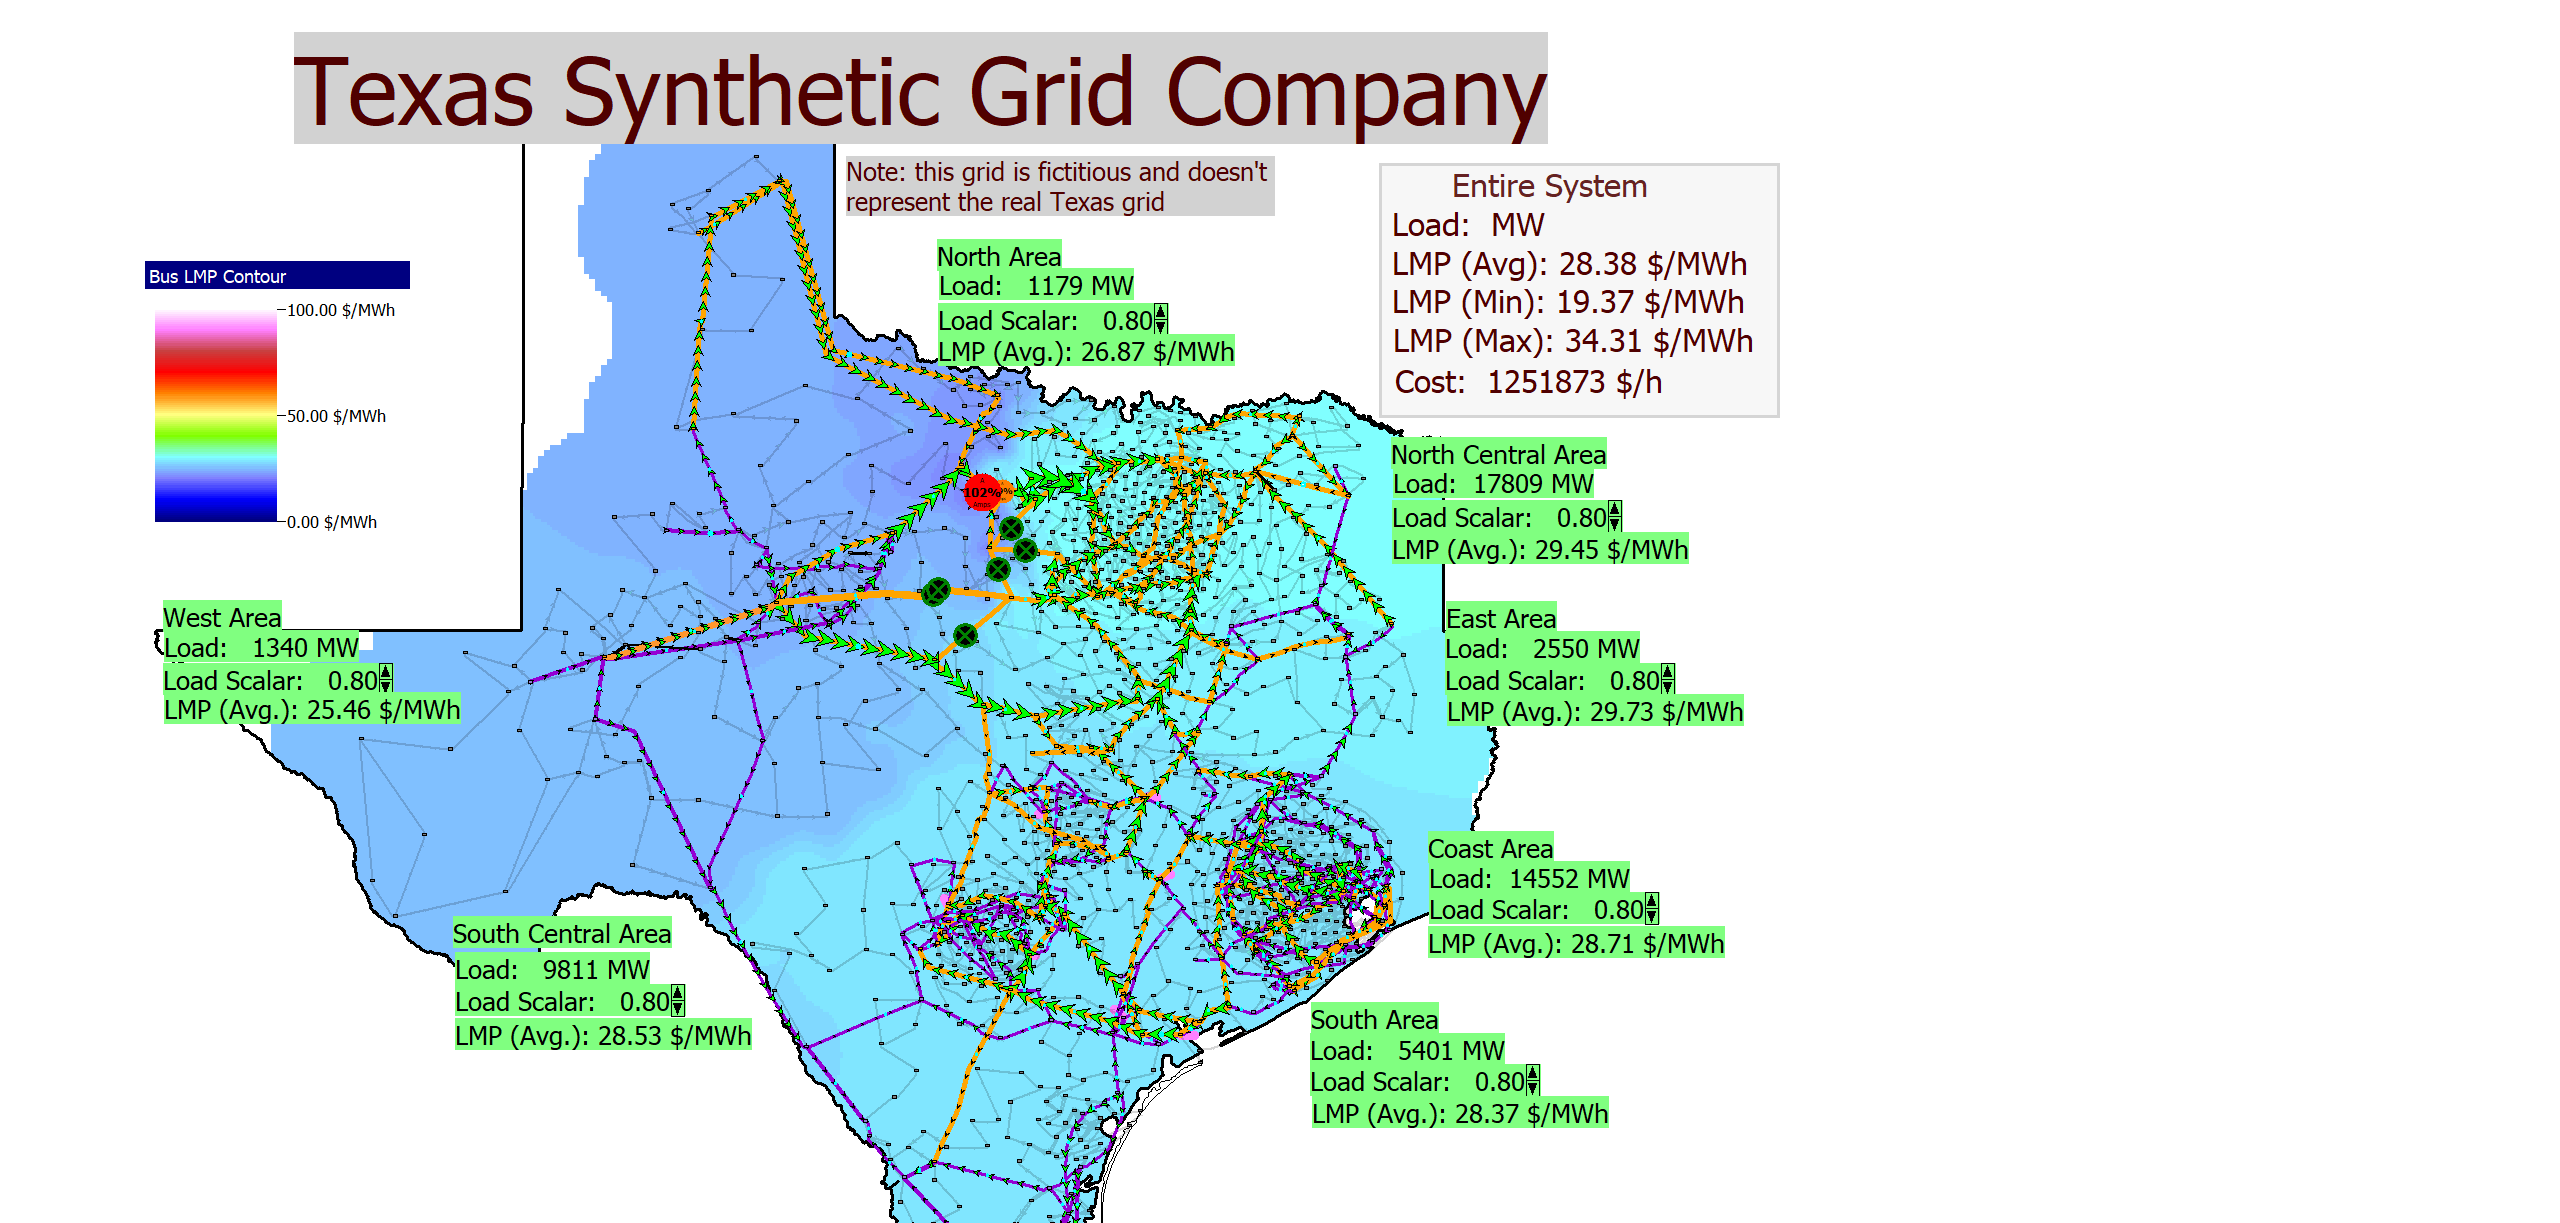 Texas Synthetic Grid Company
Note: this grid is fictitious and doesn't
represent the real Texas grid
Entire System
Load: MW
LMP (Avg): 28.38 $/MWh
LMP (Min): 19.37 $/MWh
LMP (Max): 34.31 $/MWh
Cost: 1251873 $/h
Bus LMP Contour
100.00 $/MWh
50.00 $/MWh
0.00 $/MWh
North Area
Load: 1179 MW
Load Scalar: 0.80
LMP (Avg.): 26.87 $/MWh
North Central Area
Load: 17809 MW
Load Scalar: 0.80
LMP (Avg.): 29.45 $/MWh
102%
West Area
Load: 1340 MW
Load Scalar: 0.80
LMP (Avg.): 25.46 $/MWh
East Area
Load: 2550 MW
Load Scalar: 0.80
LMP (Avg.): 29.73 $/MWh
Coast Area
Load: 14552 MW
Load Scalar: 0.80
LMP (Avg.): 28.71 $/MWh
South Central Area
Load: 9811 MW
Load Scalar: 0.80
LMP (Avg.): 28.53 $/MWh
South Area
Load: 5401 MW
Load Scalar: 0.80
LMP (Avg.): 28.37 $/MWh